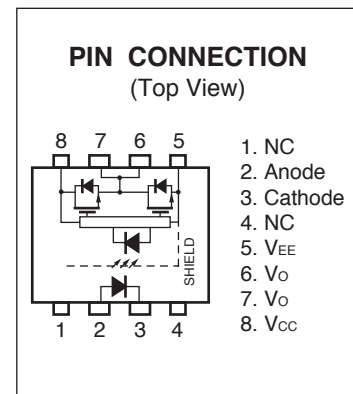 PIN CONNECTION
(Top View)
8 7 6 5
SHIELD
1 2 3 4
1. NC
2. Anode
3. Cathode
4. NC
5. VEE
6. VO
7. VO
8. VCC